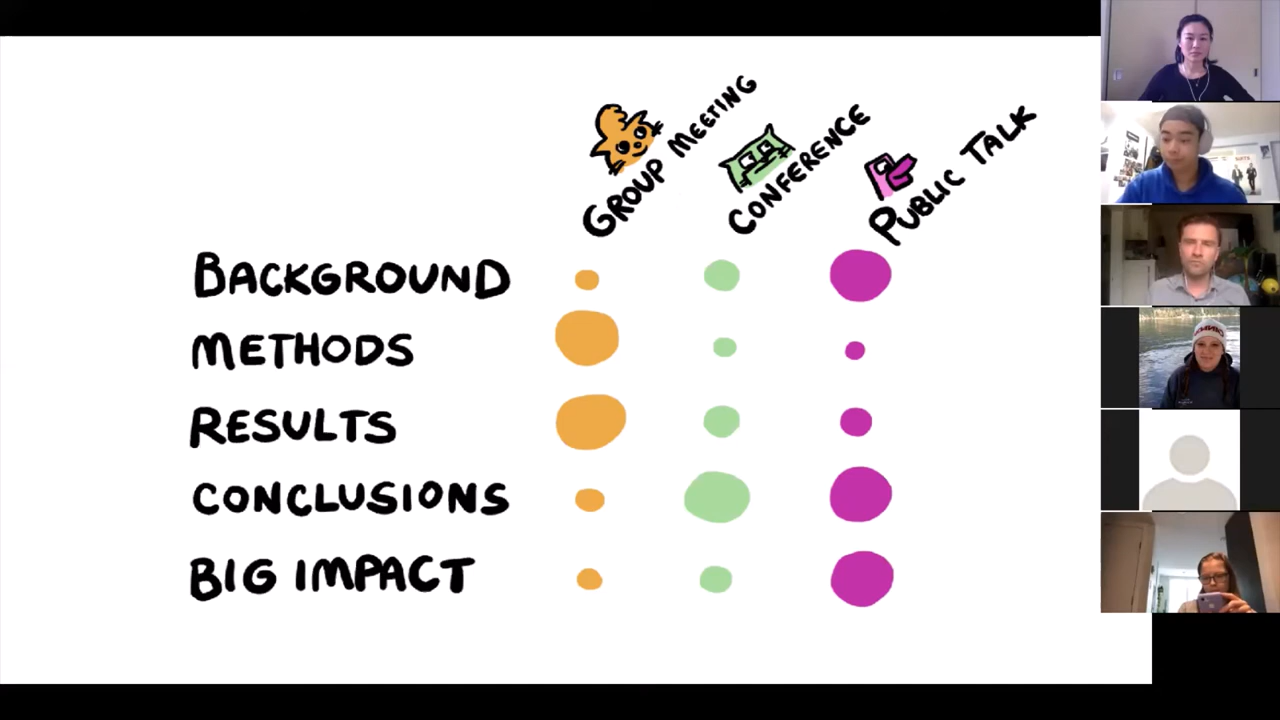 GROUP MEETING
CONFERENCE
PUBLIC TALK
BACKGROUND
METHODS
RESULTS
CONCLUSIONS
BIG IMPACT